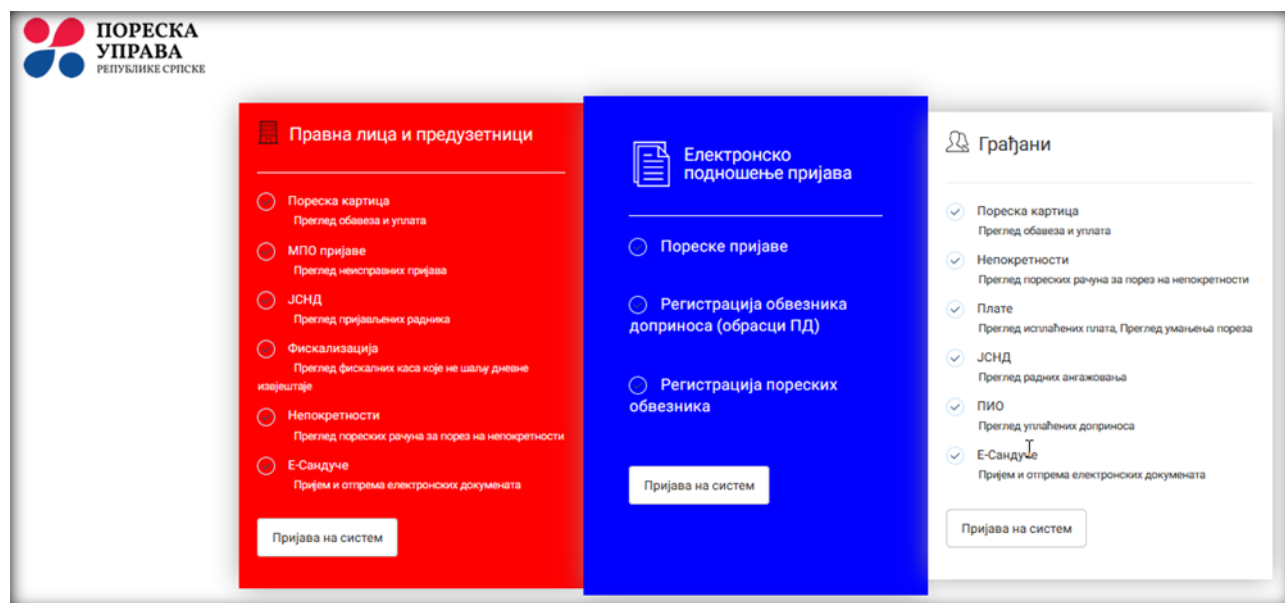 ПОРЕСКА
УПРАВА
РЕПУБЛИКЕ СРПСКЕ
Правна лица и предузетници
Пореска картица
Преглед обавеза и уплата
МПО пријаве
Преглед неисправних пријава
ЈСНД
Преглед пријављених радника
Фискализација
Преглед фискалних каса које не шаљу дневне
извјештаје
Непокретности
Преглед пореских рачуна за порез на непокретности
Е-Сандуче
Пријем и отпрема електронских докумената
Пријава на систем
Електронско
подношење пријава
Пореске пријаве
Регистрација обвезника
доприноса (обрасци ПД)
Регистрација пореских
обвезника
Пријава на систем
Грађани
Пореска картица
Преглед обавеза и уплата
Непокретности
Преглед пореских рачуна за порез на непокретности
Плате
Преглед исплаћених плата, Преглед умањења пореза
ЈСНД
Преглед радних ангажовања
ПИО
Преглед уплаћених доприноса
Е-Сандуче
Пријем и отпрема електронских докумената
Пријава на систем